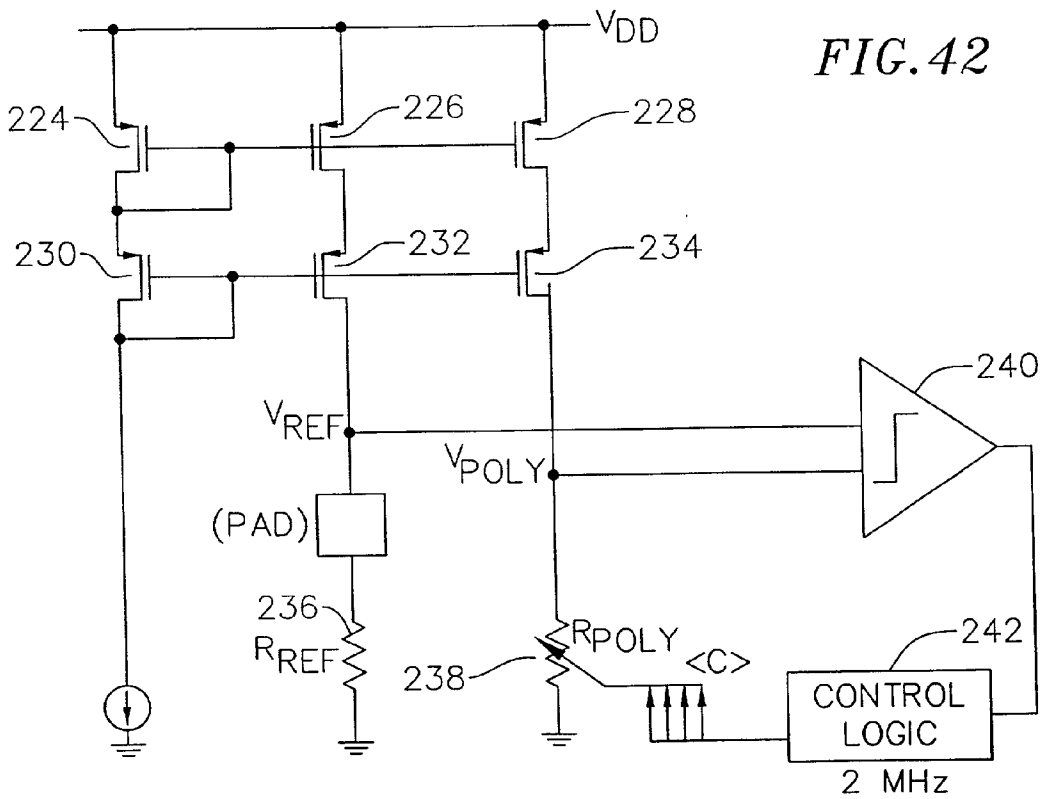 V_DD
FIG. 42
224
226
228
230
232
234
240
V_REF
V_POLY
(PAD)
236
R_REF
R_POLY
238
<C>
242
CONTROL
LOGIC
2 MHz